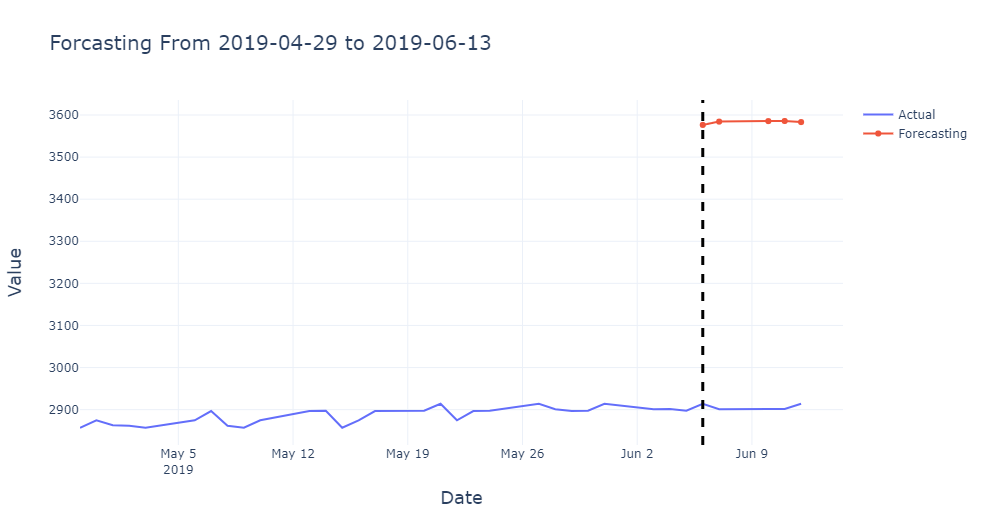 Forcasting From 2019-04-29 to 2019-06-13
3600
3500
3400
3300
3200
3100
3000
2900
Value
May 5
2019
May 12
May 19
May 26
Jun 2
Jun 9
Date
Actual
Forecasting